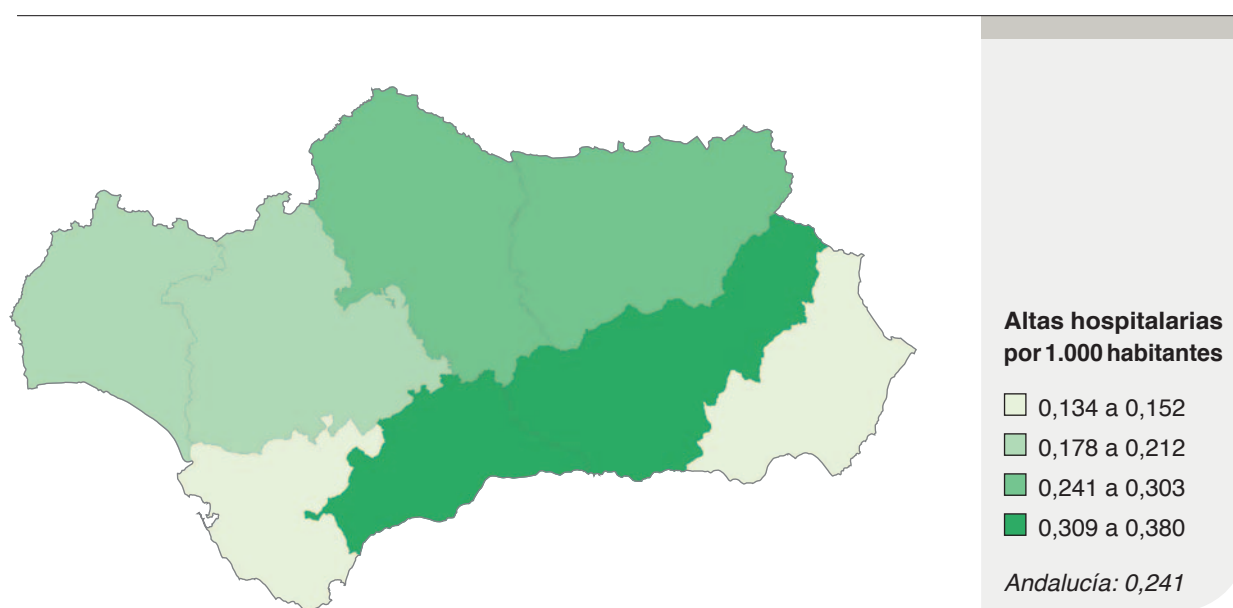 Altas hospitalarias
por 1.000 habitantes
0,134 a 0,152
0,178 a 0,212
0,241 a 0,303
0,309 a 0,380
Andalucía: 0,241